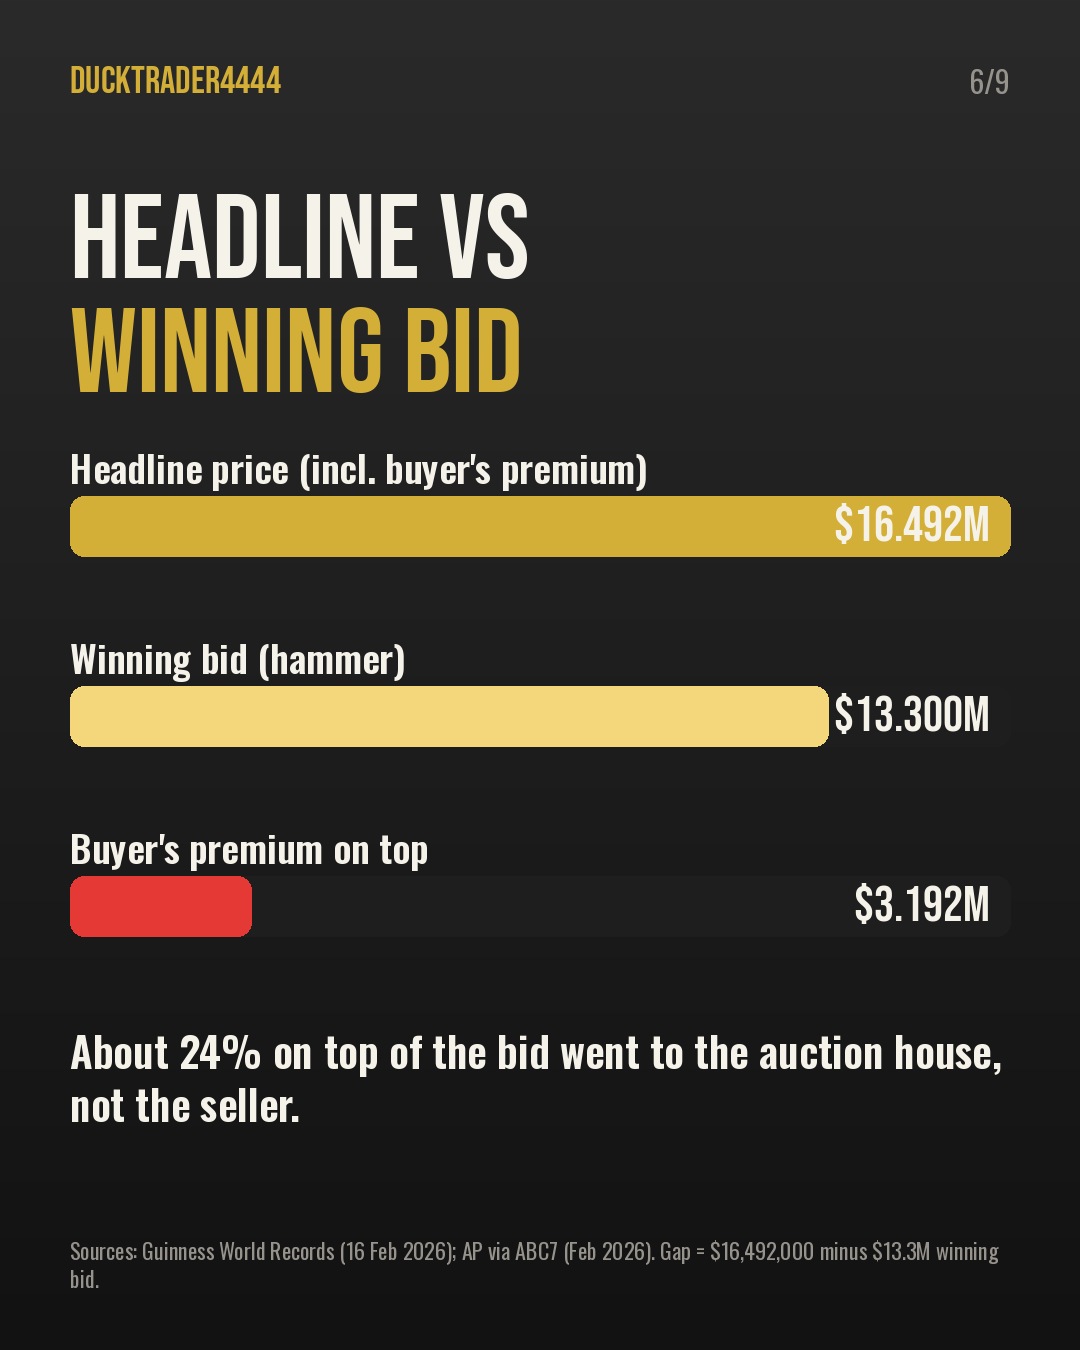 DUCKTRADER4444
6/9
HEADLINE VS
WINNING BID
Headline price (incl. buyer's premium)
$16.492M
Winning bid (hammer)
$13.300M
Buyer's premium on top
$3.192M
About 24% on top of the bid went to the auction house,
not the seller.
Sources: Guinness World Records (16 Feb 2026); AP via ABC7 (Feb 2026). Gap = $16,492,000 minus $13.3M winning
bid.